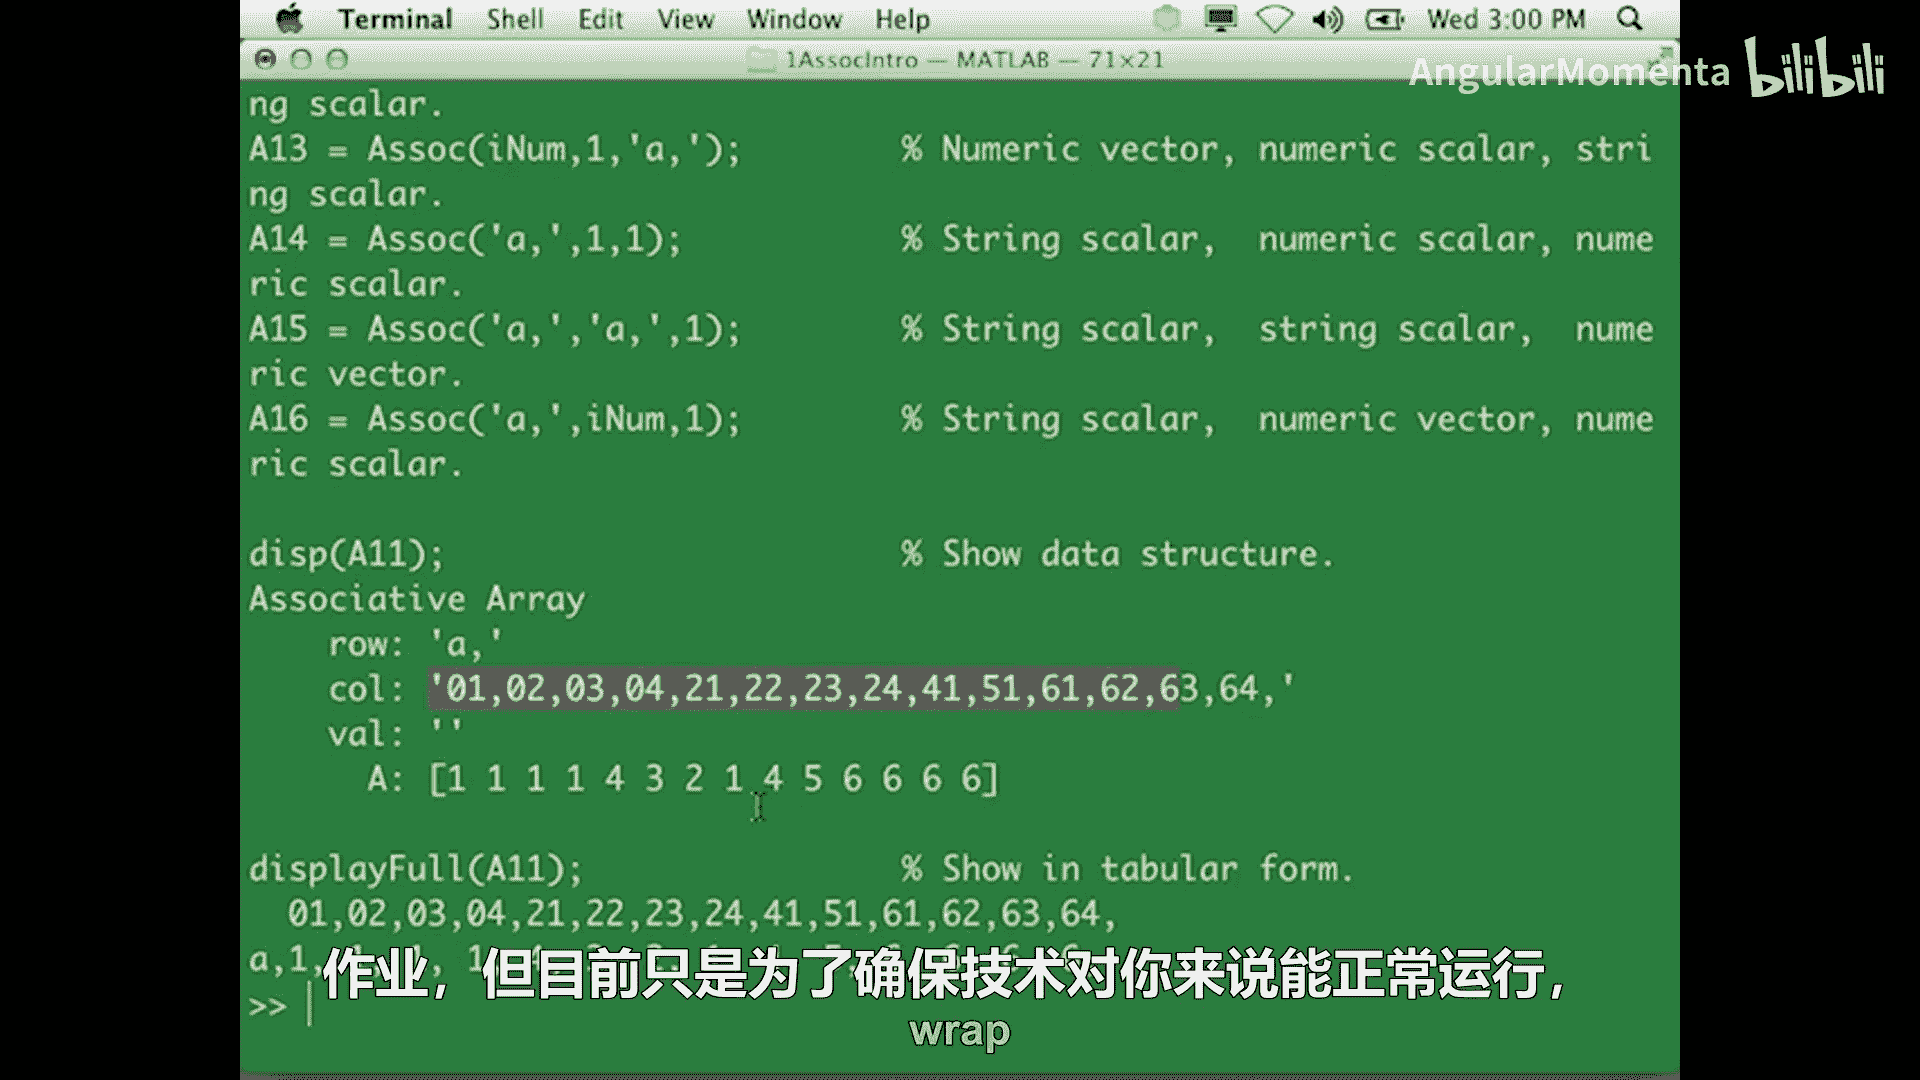 Terminal Shell Edit View Window Help Wed 3:00 PM
1AssocIntro — MATLAB — 71×21
AngularMomenta bilibili
ng scalar.
A13 = Assoc(iNum,1,'a,'); % Numeric vector, numeric scalar, stri
ng scalar.
A14 = Assoc('a,',1,1); % String scalar, numeric scalar, nume
ric scalar.
A15 = Assoc('a,','a,',1); % String scalar, string scalar, nume
ric vector.
A16 = Assoc('a,',iNum,1); % String scalar, numeric vector, nume
ric scalar.
disp(A11); % Show data structure.
Associative Array
row: 'a,'
col: '01,02,03,04,21,22,23,24,41,51,61,62,63,64,'
val: ''
A: [1 1 1 1 4 3 2 1 4 5 6 6 6 6]
displayFull(A11); % Show in tabular form.
01,02,03,04,21,22,23,24,41,51,61,62,63,64,
a,1,
作业，但目前只是为了确保技术对你来说能正常运行，
>>
wrap